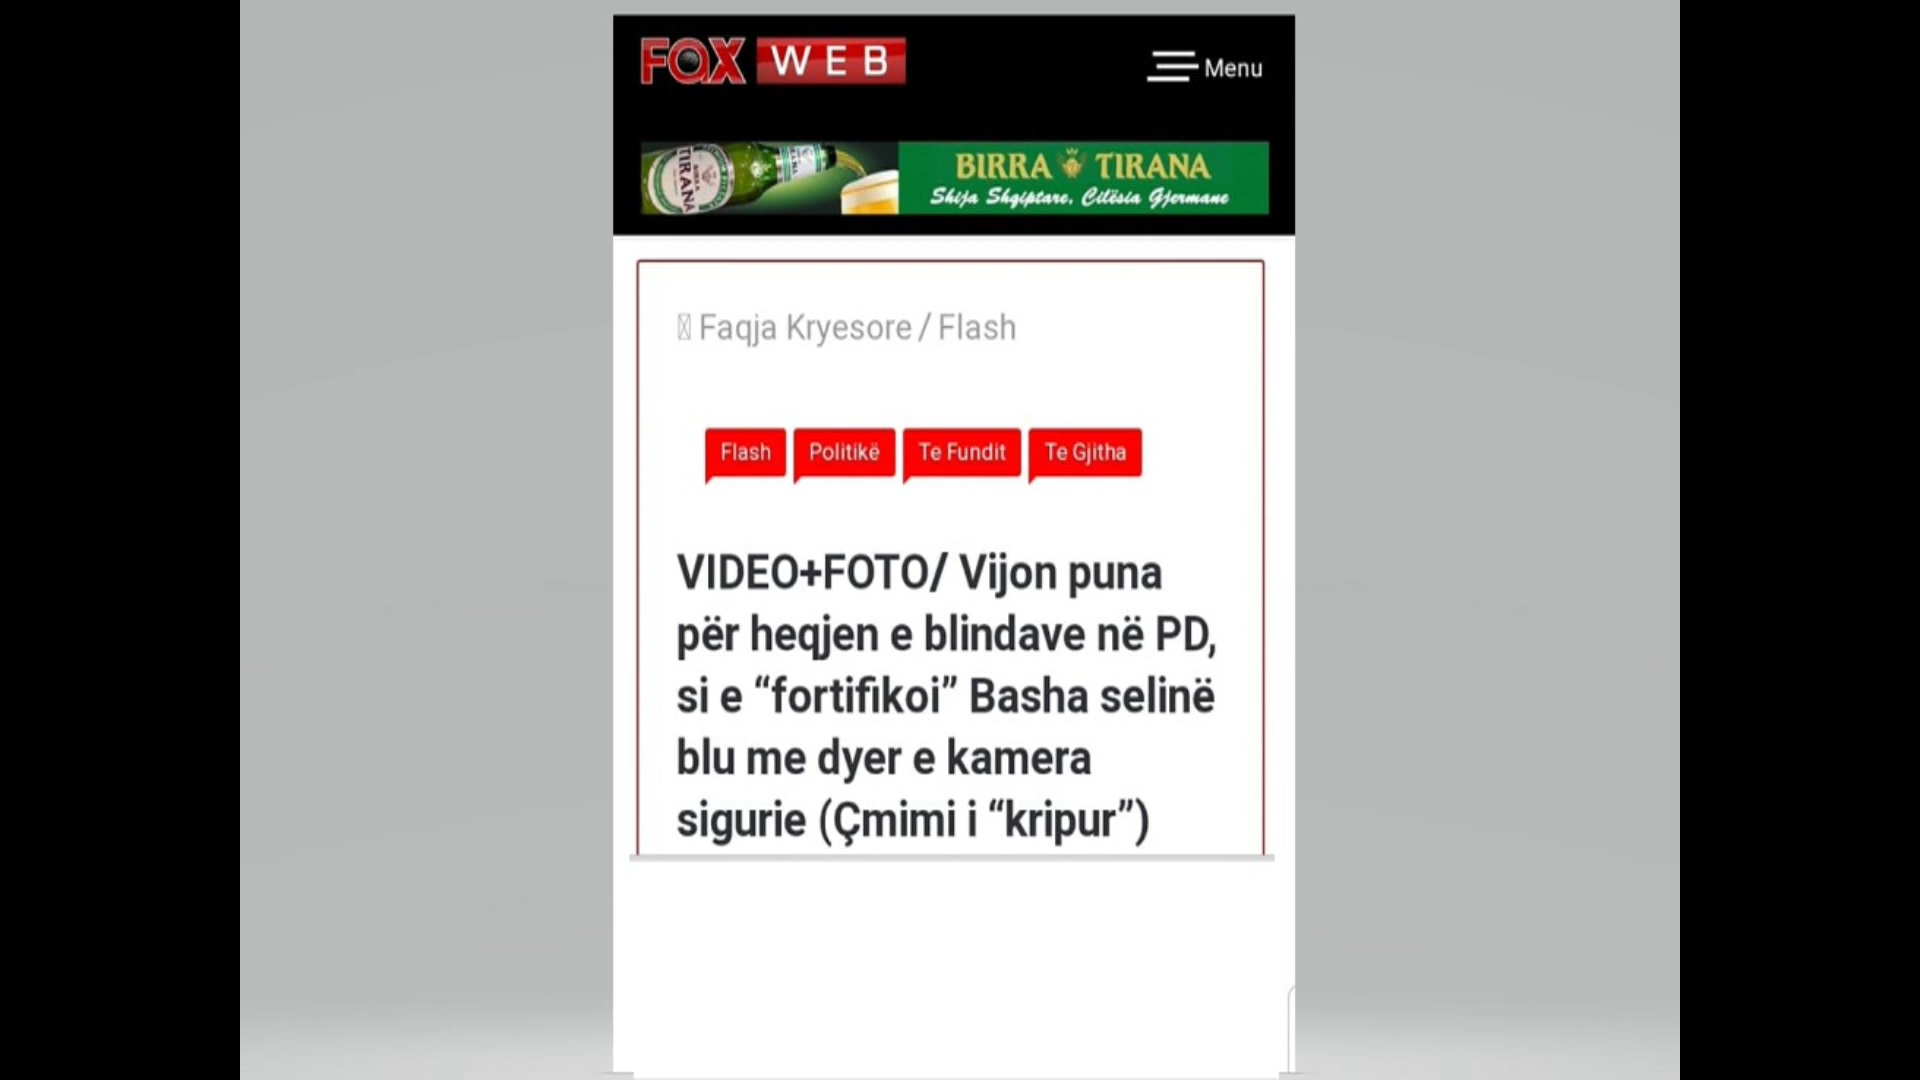 FOX WEB
Menu
TIRANA
BIRRA TIRANA
Shija Shqiptare, Cilësia Gjermane
Faqja Kryesore / Flash
Flash Politikë Te Fundit Te Gjitha
VIDEO+FOTO/ Vijon puna
për heqjen e blindave në PD,
si e “fortifikoi” Basha selinë
blu me dyer e kamera
sigurie (Çmimi i “kripur”)